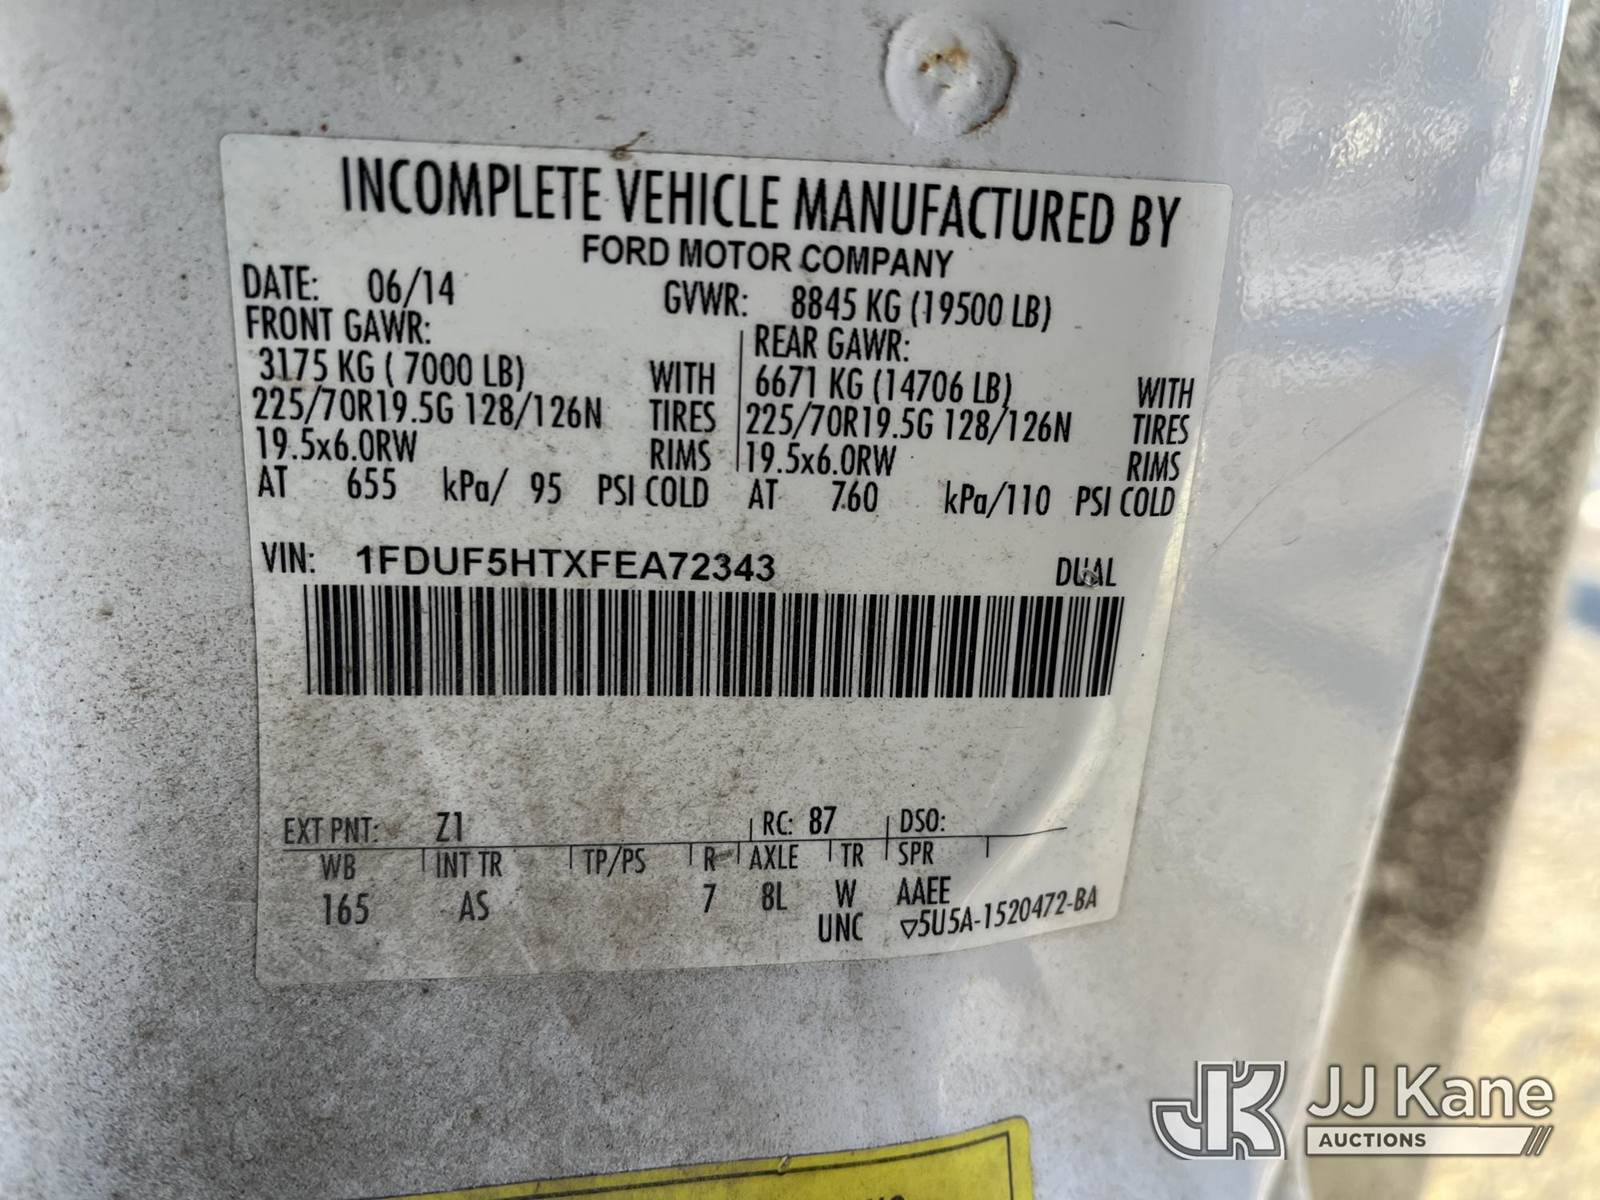 INCOMPLETE VEHICLE MANUFACTURED BY
FORD MOTOR COMPANY
DATE: 06/14 GVWR: 8845 KG (19500 LB)
FRONT GAWR: REAR GAWR:
3175 KG ( 7000 LB) WITH 6671 KG (14706 LB) WITH
225/70R19.5G 128/126N TIRES 225/70R19.5G 128/126N TIRES
19.5x6.0RW RIMS 19.5x6.0RW RIMS
AT 655 kPa/ 95 PSI COLD AT 760 kPa/110 PSI COLD
VIN: 1FDUF5HTXFEA72343 DUAL
EXT PNT: Z1 RC: 87 DSO:
WB INT TR TP/PS R AXLE TR SPR
165 AS 7 8L W AAEE
UNC ▽5U5A-1520472-BA
JK JJ Kane
AUCTIONS